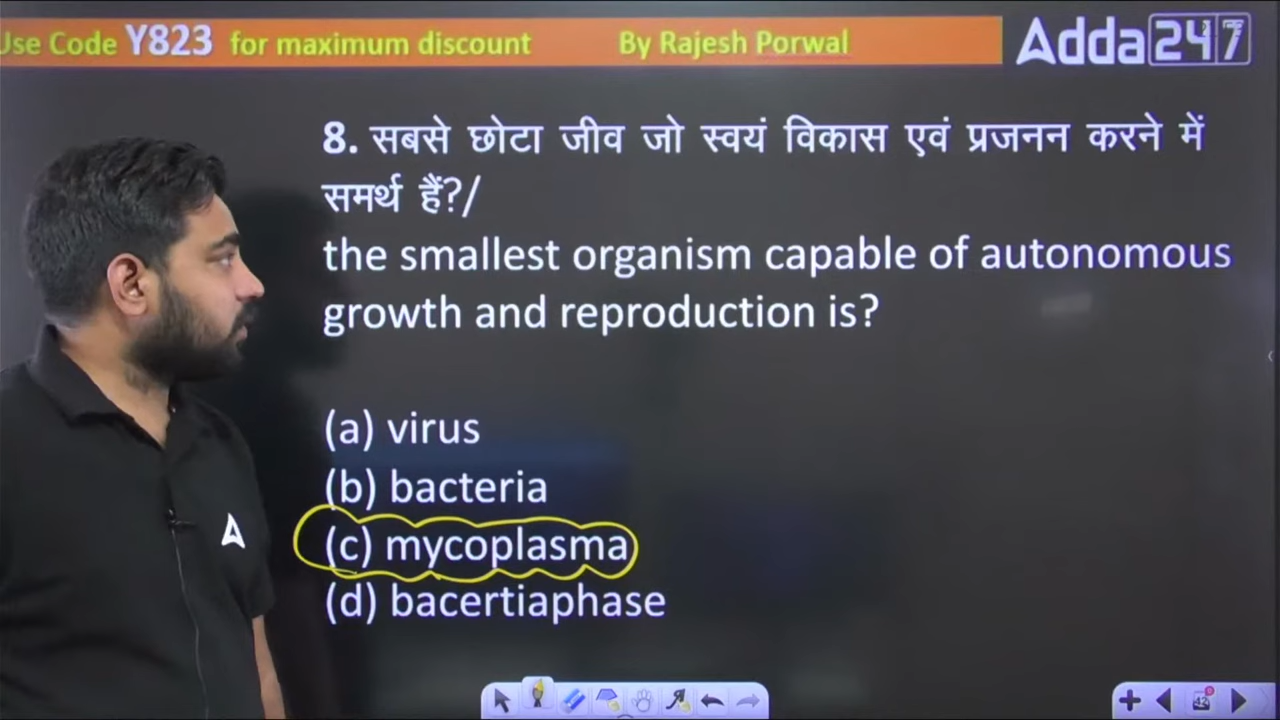 Use Code Y823 for maximum discount By Rajesh Porwal Adda247
8. सबसे छोटा जीव जो स्वयं विकास एवं प्रजनन करने में
समर्थ हैं?/
the smallest organism capable of autonomous
growth and reproduction is?
(a) virus
(b) bacteria
(c) mycoplasma
(d) bacertiaphase